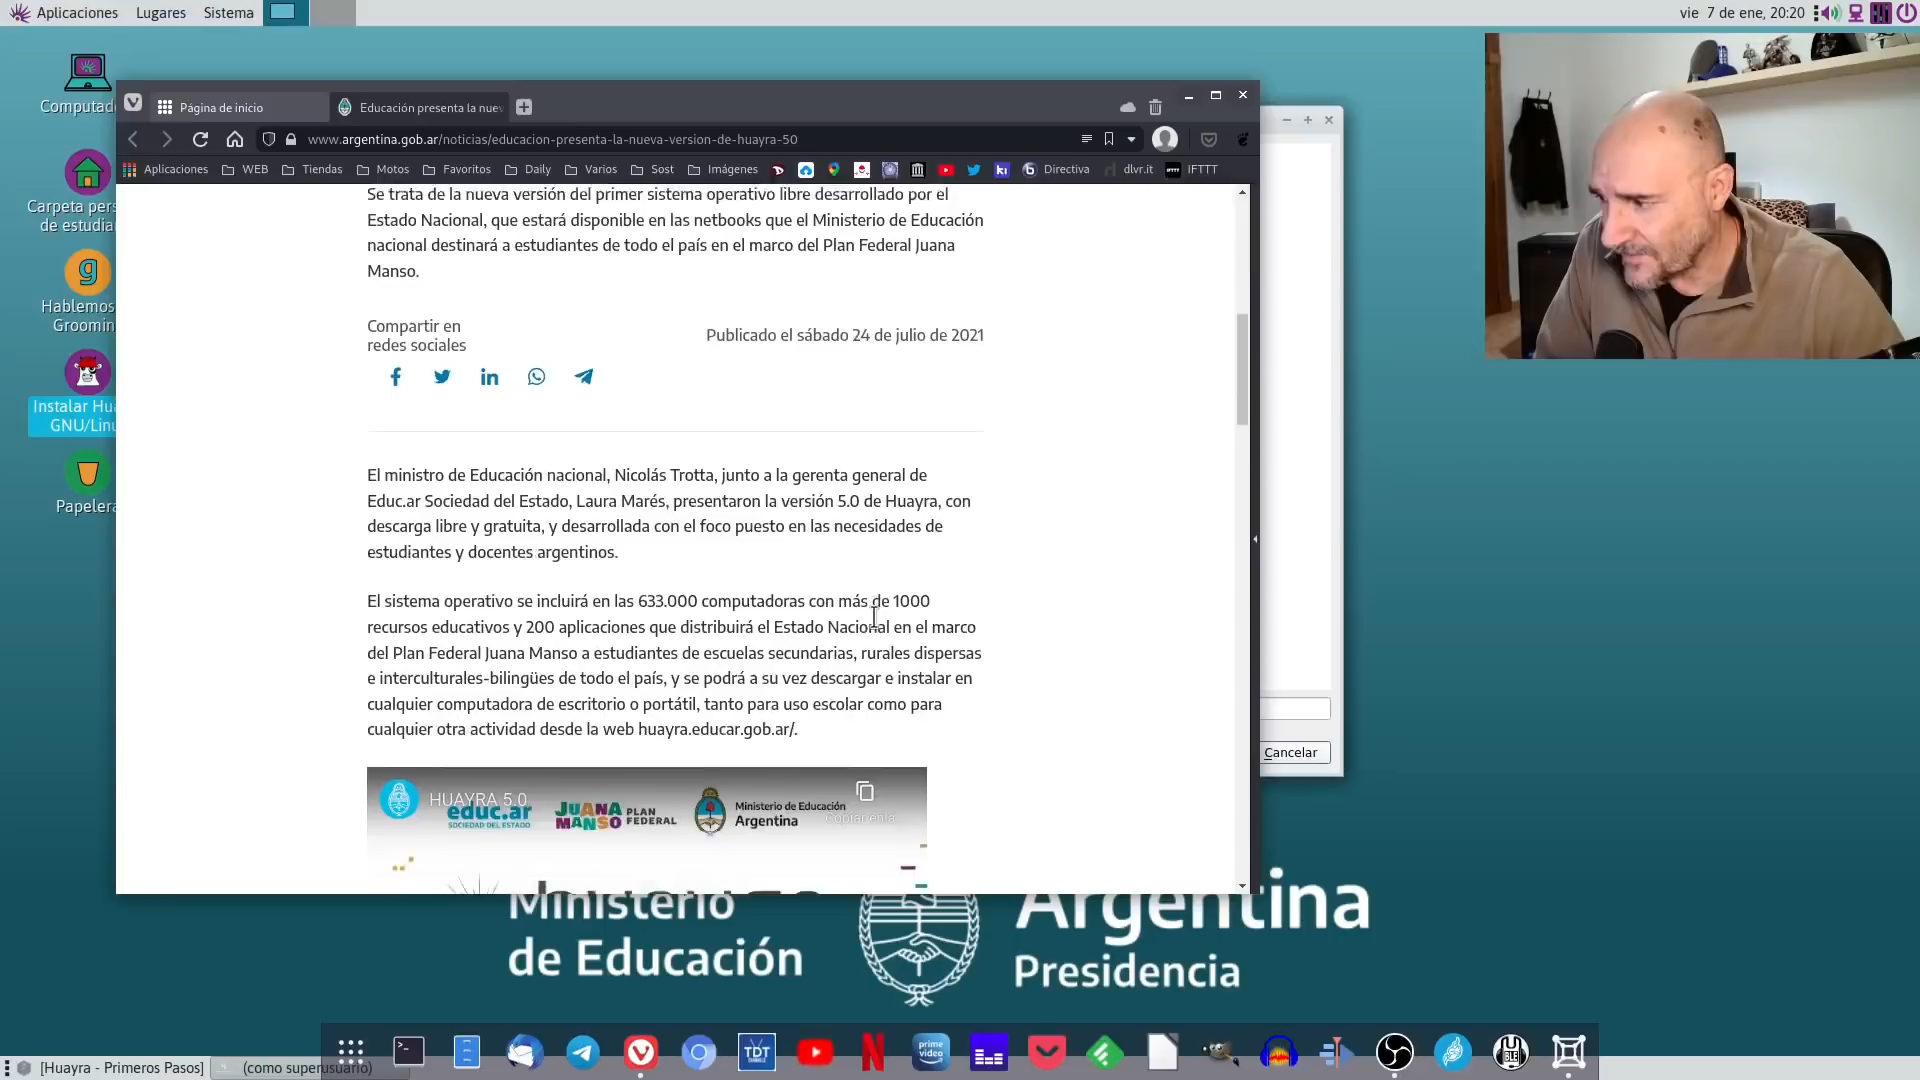 Aplicaciones Lugares Sistema
vie 7 de ene, 20:20
Computad
Carpeta pers
de estudian
Hablemos
Groomin
Instalar Hua
GNU/Linu
Papelera
Página de inicio
Educación presenta la nuev
www.argentina.gob.ar/noticias/educacion-presenta-la-nueva-version-de-huayra-50
Aplicaciones WEB Tiendas Motos Favoritos Daily Varios Sost Imágenes Directiva dlvr.it IFTTT
Se trata de la nueva versión del primer sistema operativo libre desarrollado por el
Estado Nacional, que estará disponible en las netbooks que el Ministerio de Educación
nacional destinará a estudiantes de todo el país en el marco del Plan Federal Juana
Manso.
Compartir en
redes sociales
Publicado el sábado 24 de julio de 2021
El ministro de Educación nacional, Nicolás Trotta, junto a la gerenta general de
Educ.ar Sociedad del Estado, Laura Marés, presentaron la versión 5.0 de Huayra, con
descarga libre y gratuita, y desarrollada con el foco puesto en las necesidades de
estudiantes y docentes argentinos.
El sistema operativo se incluirá en las 633.000 computadoras con más de 1000
recursos educativos y 200 aplicaciones que distribuirá el Estado Nacional en el marco
del Plan Federal Juana Manso a estudiantes de escuelas secundarias, rurales dispersas
e interculturales-bilingües de todo el país, y se podrá a su vez descargar e instalar en
cualquier computadora de escritorio o portátil, tanto para uso escolar como para
cualquier otra actividad desde la web huayra.educar.gob.ar/.
HUAYRA 5.0
educ.ar
SOCIEDAD DEL ESTADO
JUANA
MANSO
PLAN
FEDERAL
Ministerio de Educación
Argentina
Copiar enla
Cancelar
Ministerio
de Educación
Argentina
Presidencia
TDT
prime
video
[Huayra - Primeros Pasos]
(como superusuario)